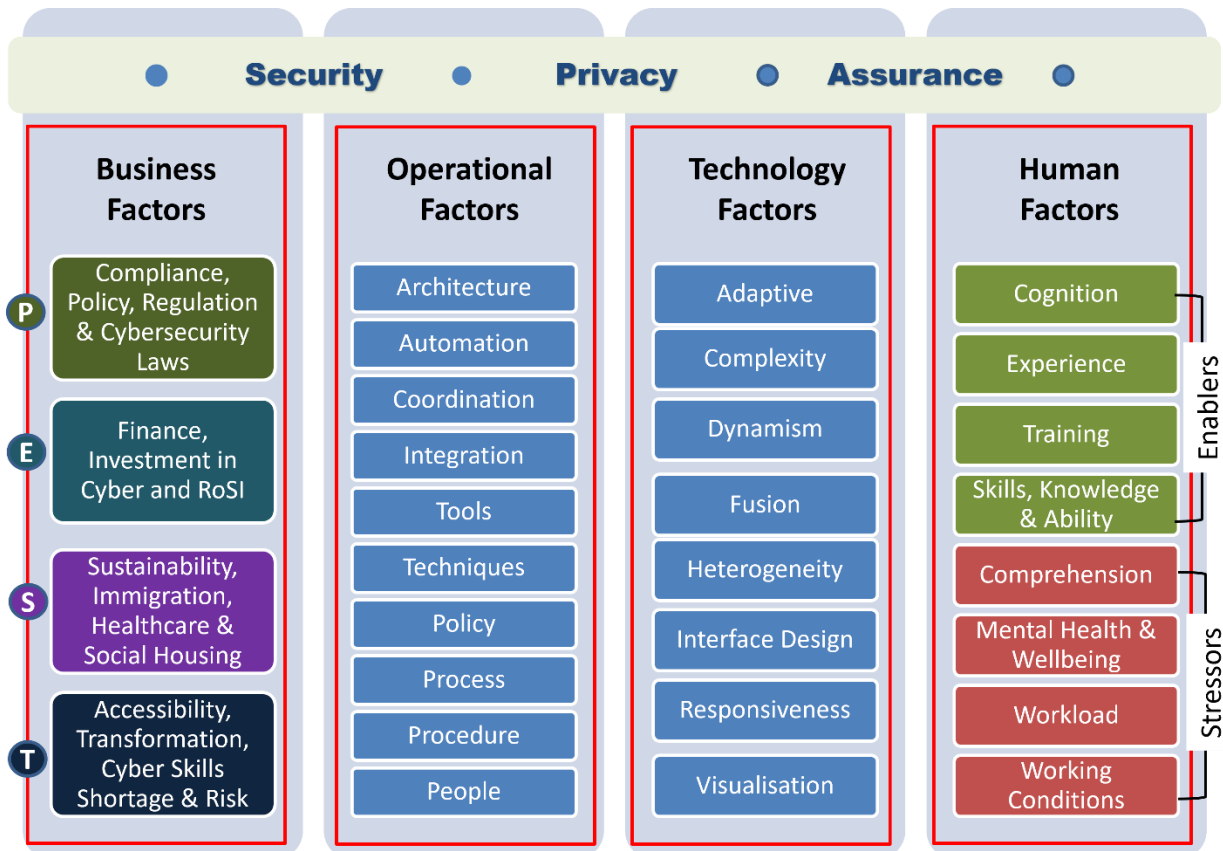 Security
Privacy
Assurance
Business
Factors
P
Compliance,
Policy, Regulation
& Cybersecurity
Laws
E
Finance,
Investment in
Cyber and RoSI
S
Sustainability,
Immigration,
Healthcare &
Social Housing
T
Accessibility,
Transformation,
Cyber Skills
Shortage & Risk
Operational
Factors
Architecture
Automation
Coordination
Integration
Tools
Techniques
Policy
Process
Procedure
People
Technology
Factors
Adaptive
Complexity
Dynamism
Fusion
Heterogeneity
Interface Design
Responsiveness
Visualisation
Human
Factors
Cognition
Experience
Training
Skills, Knowledge
& Ability
Enablers
Comprehension
Mental Health &
Wellbeing
Workload
Working
Conditions
Stressors